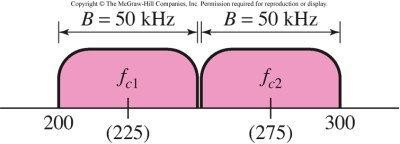 Copyright © The McGraw-Hill Companies, Inc. Permission required for reproduction or display.
B = 50 kHz B = 50 kHz
fc1 fc2
200 (225) (275) 300